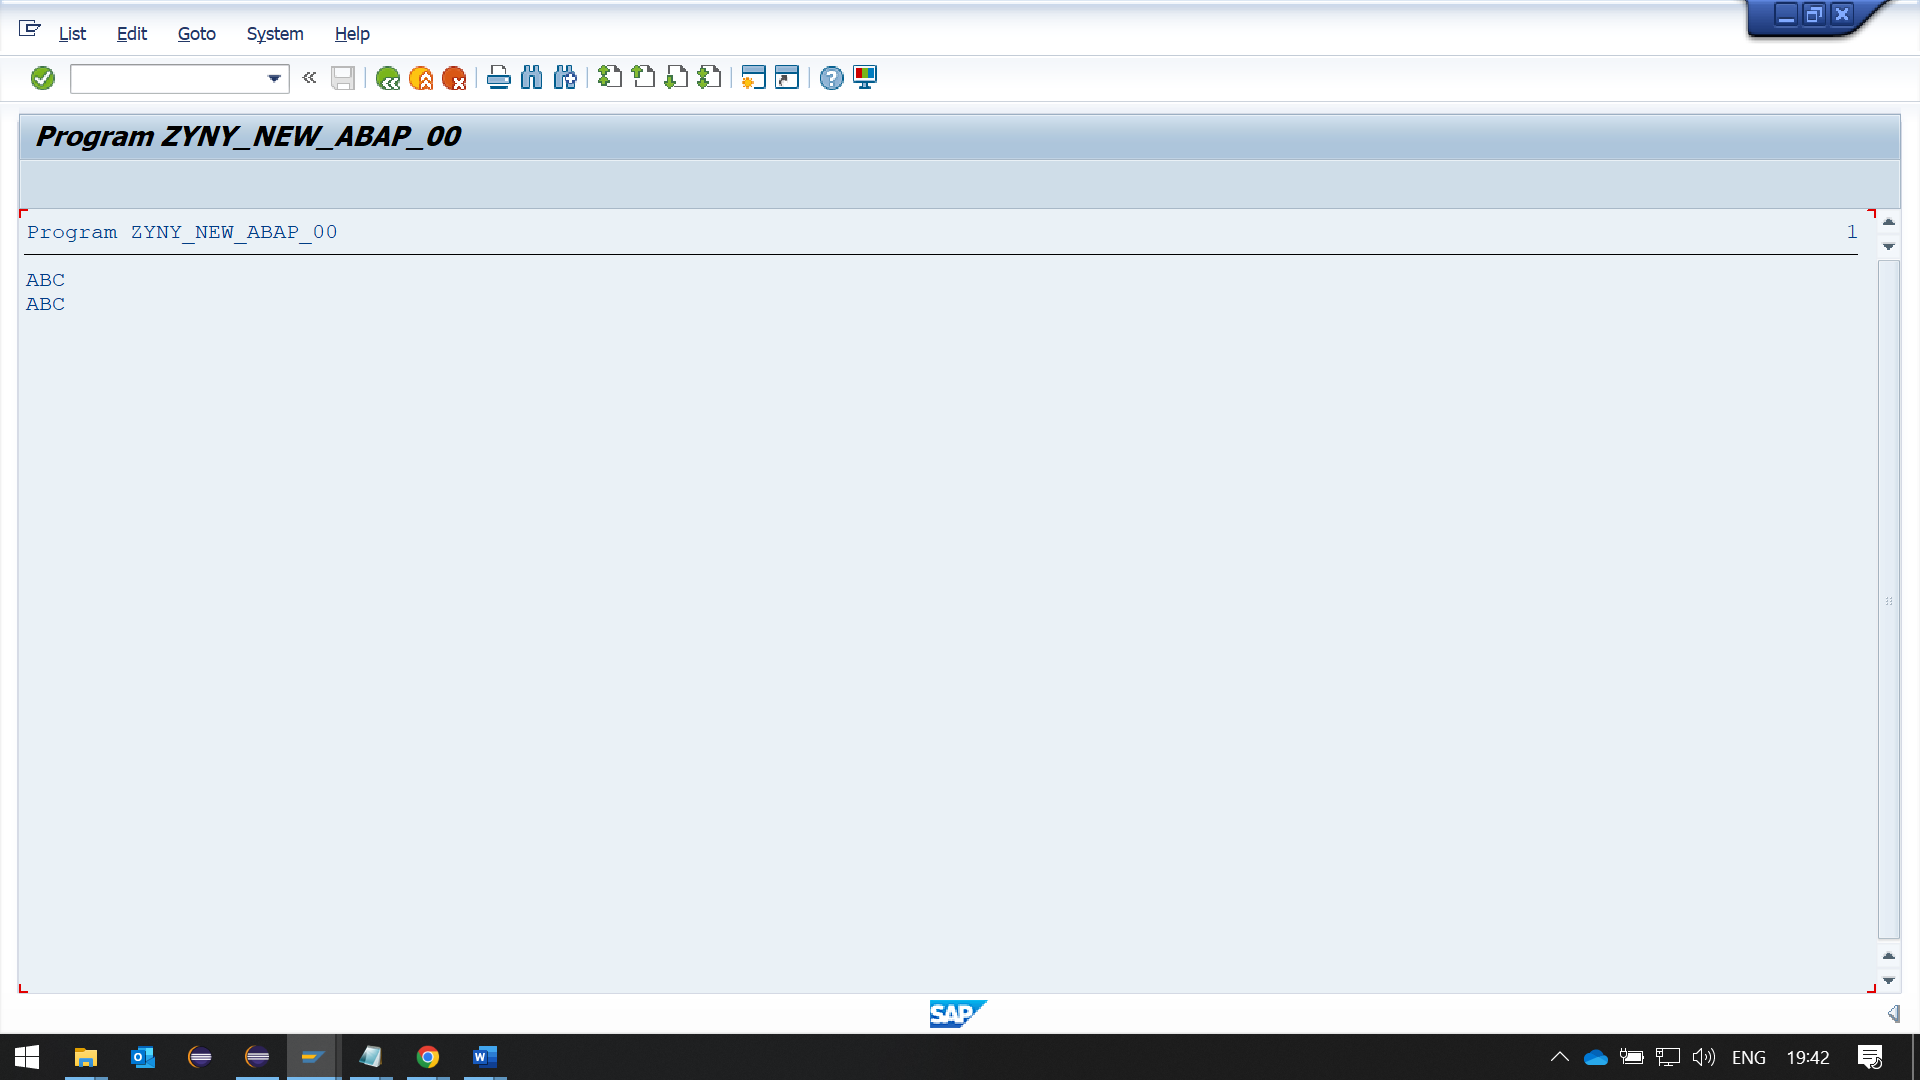 List Edit Goto System Help
Program ZYNY_NEW_ABAP_00
Program ZYNY_NEW_ABAP_00 1
ABC
ABC
SAP
ENG 19:42